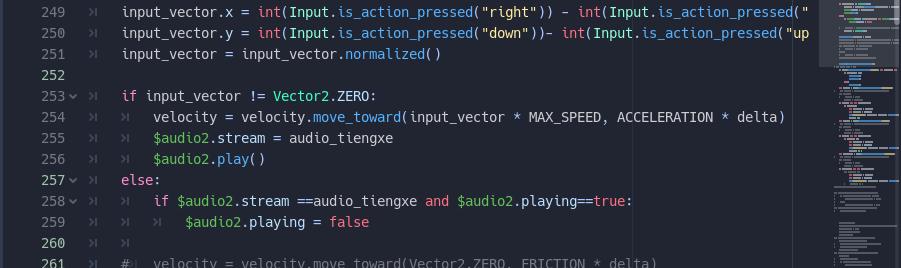 249 input_vector.x = int(Input.is_action_pressed("right")) - int(Input.is_action_pressed("
250 input_vector.y = int(Input.is_action_pressed("down"))- int(Input.is_action_pressed("up
251 input_vector = input_vector.normalized()
252
253 if input_vector != Vector2.ZERO:
254 velocity = velocity.move_toward(input_vector * MAX_SPEED, ACCELERATION * delta)
255 $audio2.stream = audio_tiengxe
256 $audio2.play()
257 else:
258 if $audio2.stream ==audio_tiengxe and $audio2.playing==true:
259 $audio2.playing = false
260
261 # velocity = velocity.move_toward(Vector2.ZERO, FRICTION * delta)